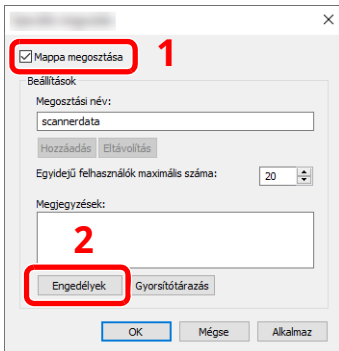 1
Mappa megosztása
Beállítások
Megosztási név:
scannerdata
Hozzáadás Eltávolítás
Egyidejű felhasználók maximális száma: 20
Megjegyzések:
2
Engedélyek Gyorsítótárazás
OK Mégse Alkalmaz